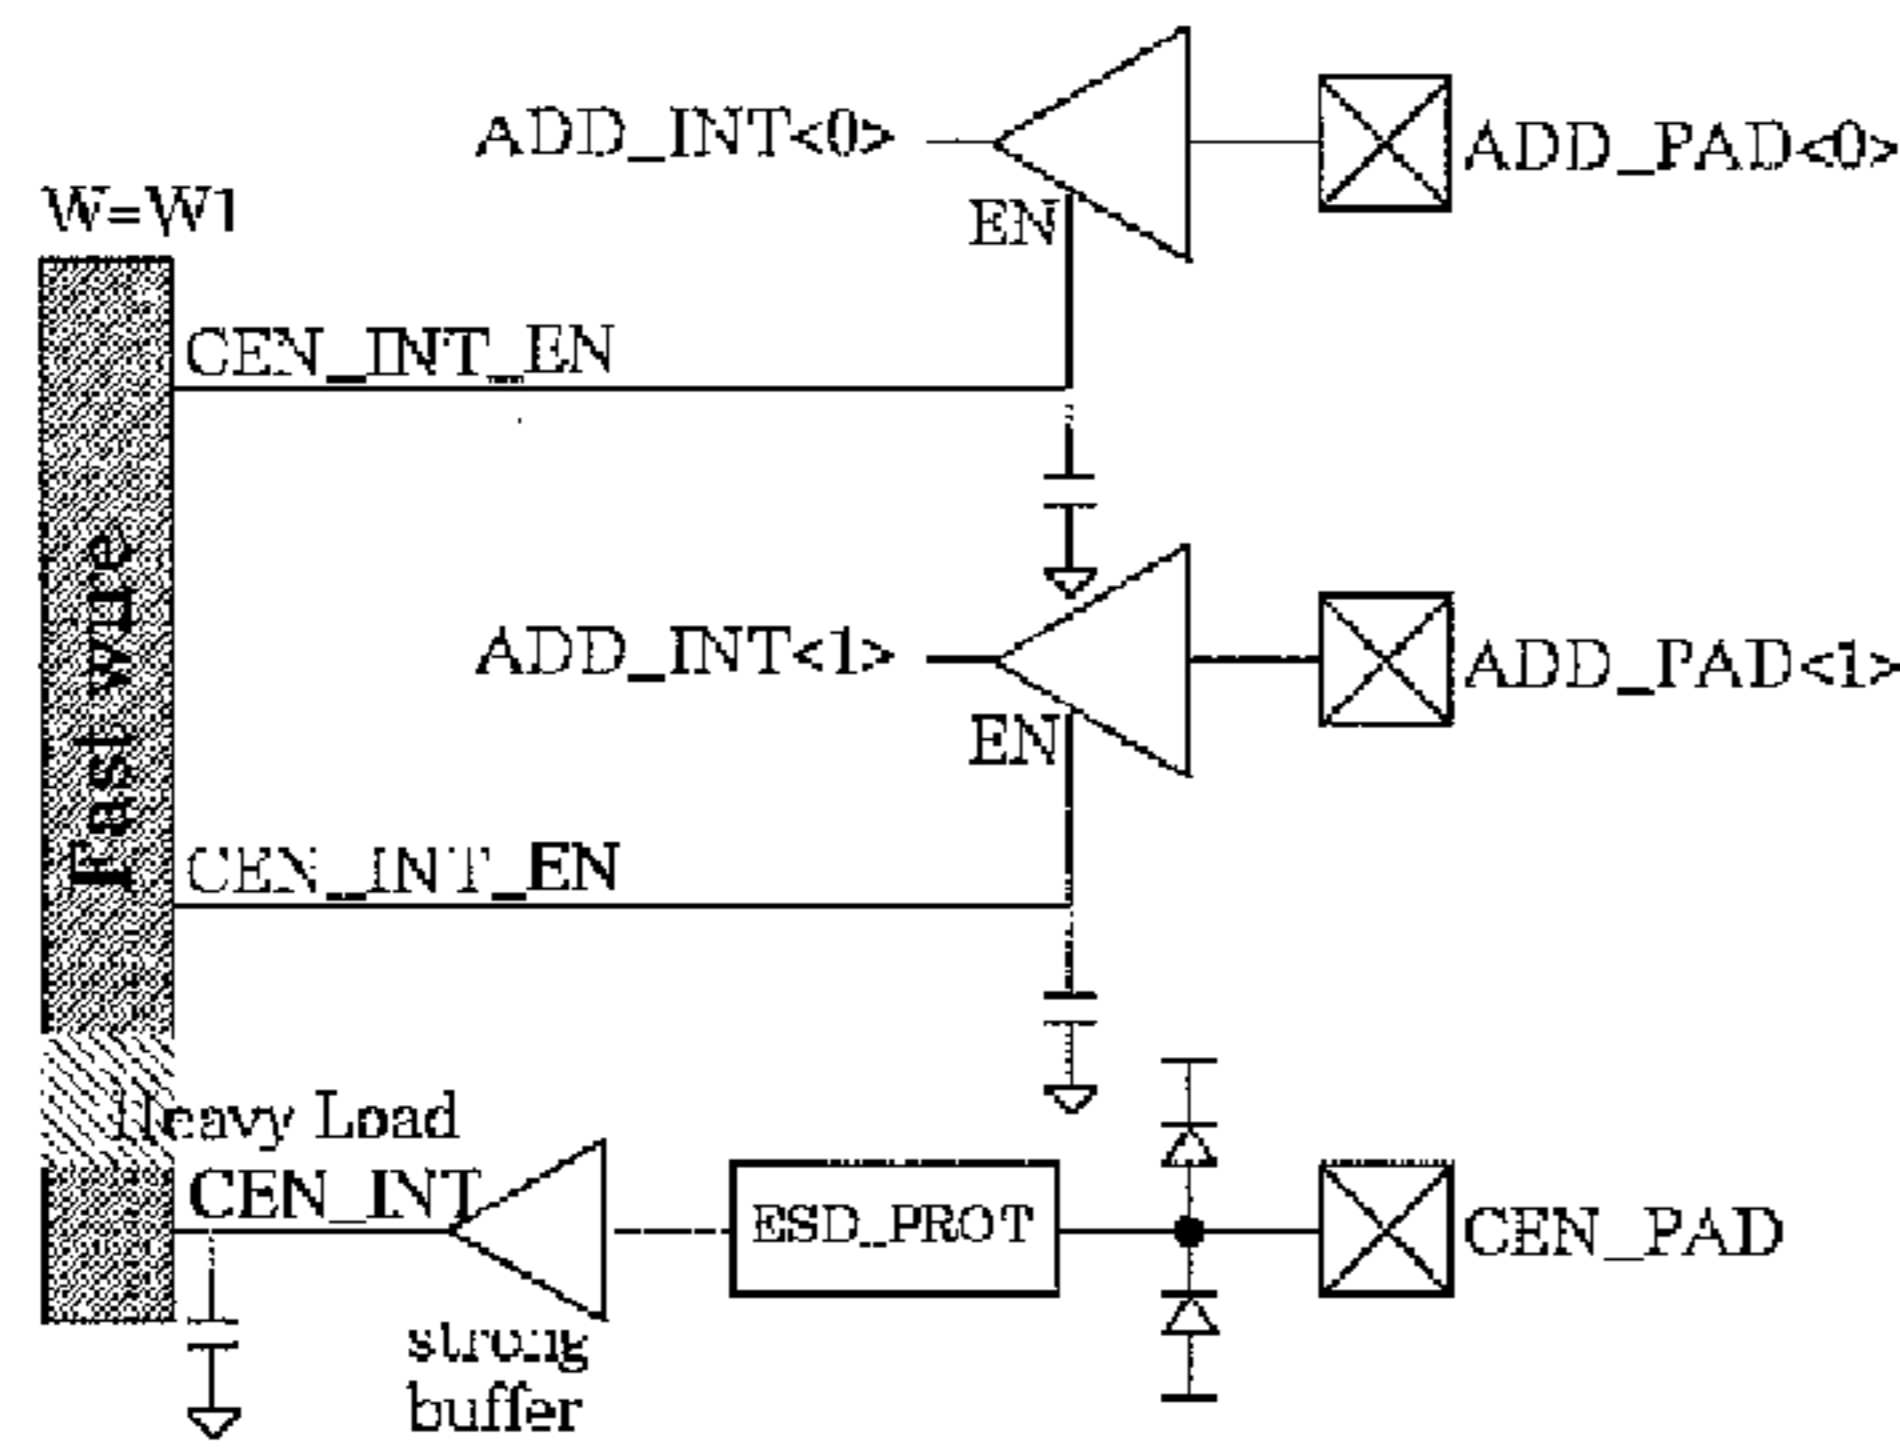 ADD_INT<0>
ADD_PAD<0>
EN
W=W1
CEN_INT_EN
Fast wire
ADD_INT<1>
ADD_PAD<1>
EN
CEN_INT_EN
Heavy Load
CEN_INT
ESD_PROT
CEN_PAD
strong
buffer